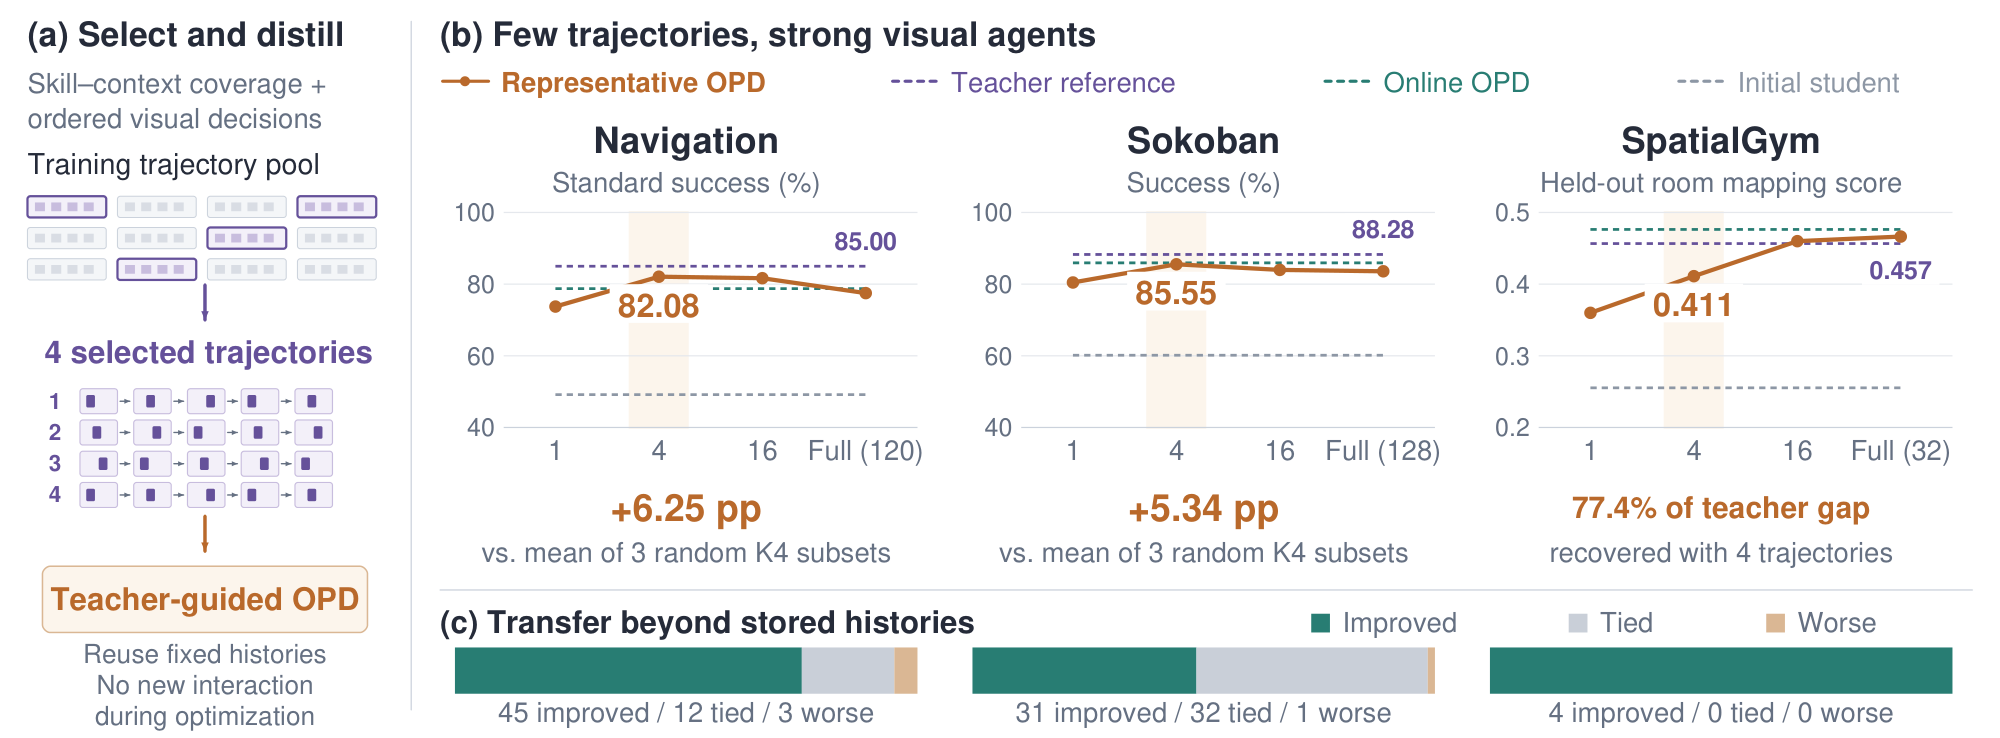 (a) Select and distill
Skill–context coverage +
ordered visual decisions
Training trajectory pool
4 selected trajectories
1
2
3
4
Teacher-guided OPD
Reuse fixed histories
No new interaction
during optimization
(b) Few trajectories, strong visual agents
Representative OPD
Teacher reference
Online OPD
Initial student
Navigation
Standard success (%)
100
80
60
40
85.00
82.08
1 4 16 Full (120)
+6.25 pp
vs. mean of 3 random K4 subsets
Sokoban
Success (%)
100
80
60
40
88.28
85.55
1 4 16 Full (128)
+5.34 pp
vs. mean of 3 random K4 subsets
SpatialGym
Held-out room mapping score
0.5
0.4
0.3
0.2
0.457
0.411
1 4 16 Full (32)
77.4% of teacher gap
recovered with 4 trajectories
(c) Transfer beyond stored histories
Improved
Tied
Worse
45 improved / 12 tied / 3 worse
31 improved / 32 tied / 1 worse
4 improved / 0 tied / 0 worse